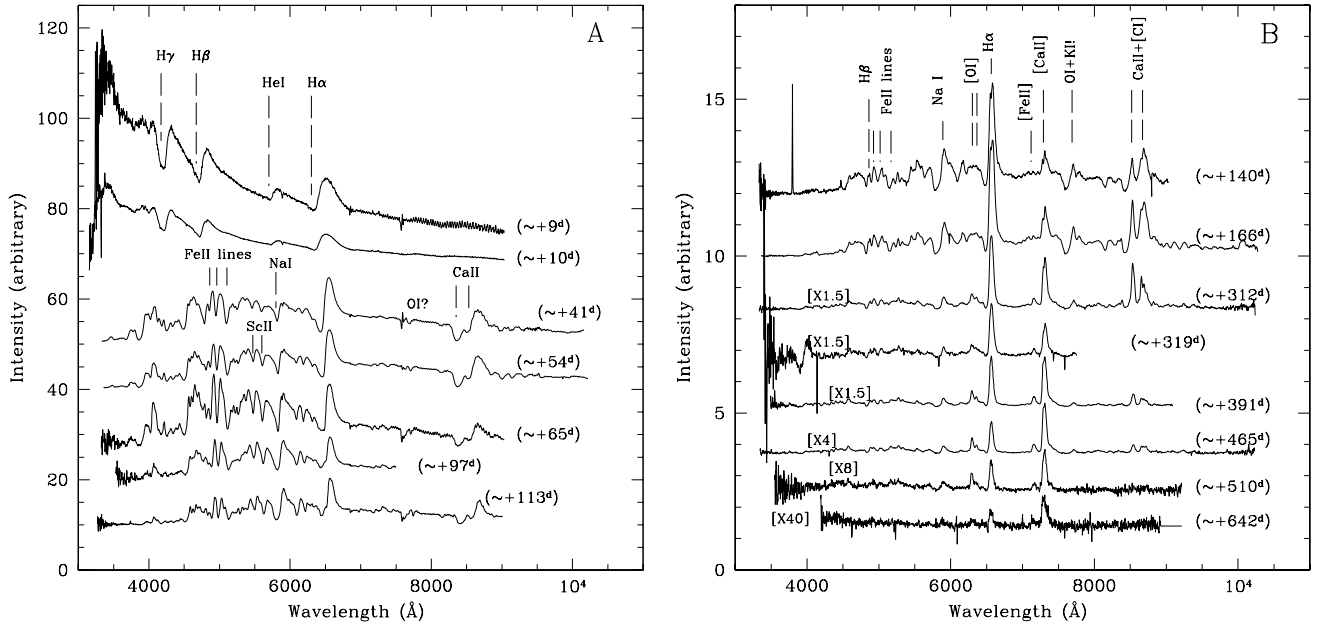 A
120
100
80
60
40
20
0
Intensity (arbitrary)
Hγ
Hβ
HeI
Hα
(~+9ᵈ)
(~+10ᵈ)
FeII lines
NaI
CaII
OI?
(~+41ᵈ)
ScII
(~+54ᵈ)
(~+65ᵈ)
(~+97ᵈ)
(~+113ᵈ)
4000
6000
8000
10⁴
Wavelength (Å)
B
15
10
5
0
Intensity (arbitrary)
Hβ
FeII lines
Na I
[OI]
Hα
[FeII]
[CaII]
OI+KI!
CaII+[CI]
(~+140ᵈ)
(~+166ᵈ)
[X1.5]
(~+312ᵈ)
[X1.5]
(~+319ᵈ)
[X1.5]
(~+391ᵈ)
[X4]
(~+465ᵈ)
[X8]
(~+510ᵈ)
[X40]
(~+642ᵈ)
4000
6000
8000
10⁴
Wavelength (Å)